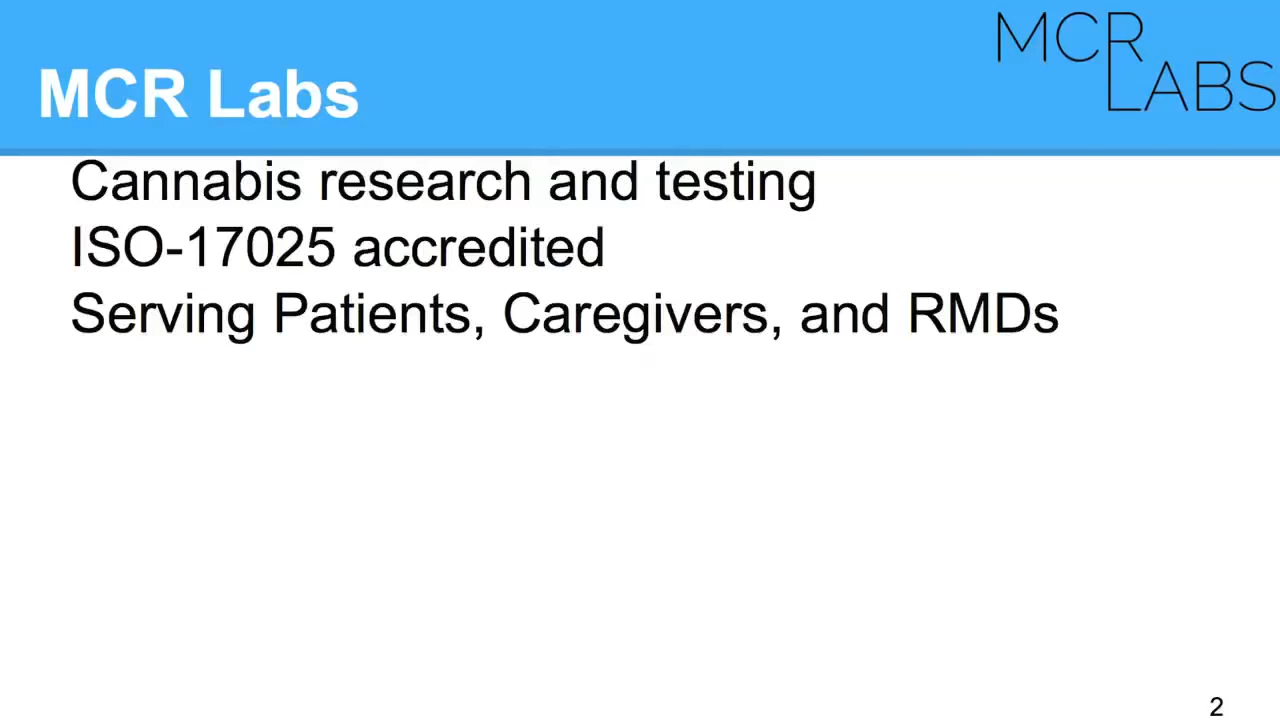 MCR
LABS
MCR Labs
Cannabis research and testing
ISO-17025 accredited
Serving Patients, Caregivers, and RMDs
2